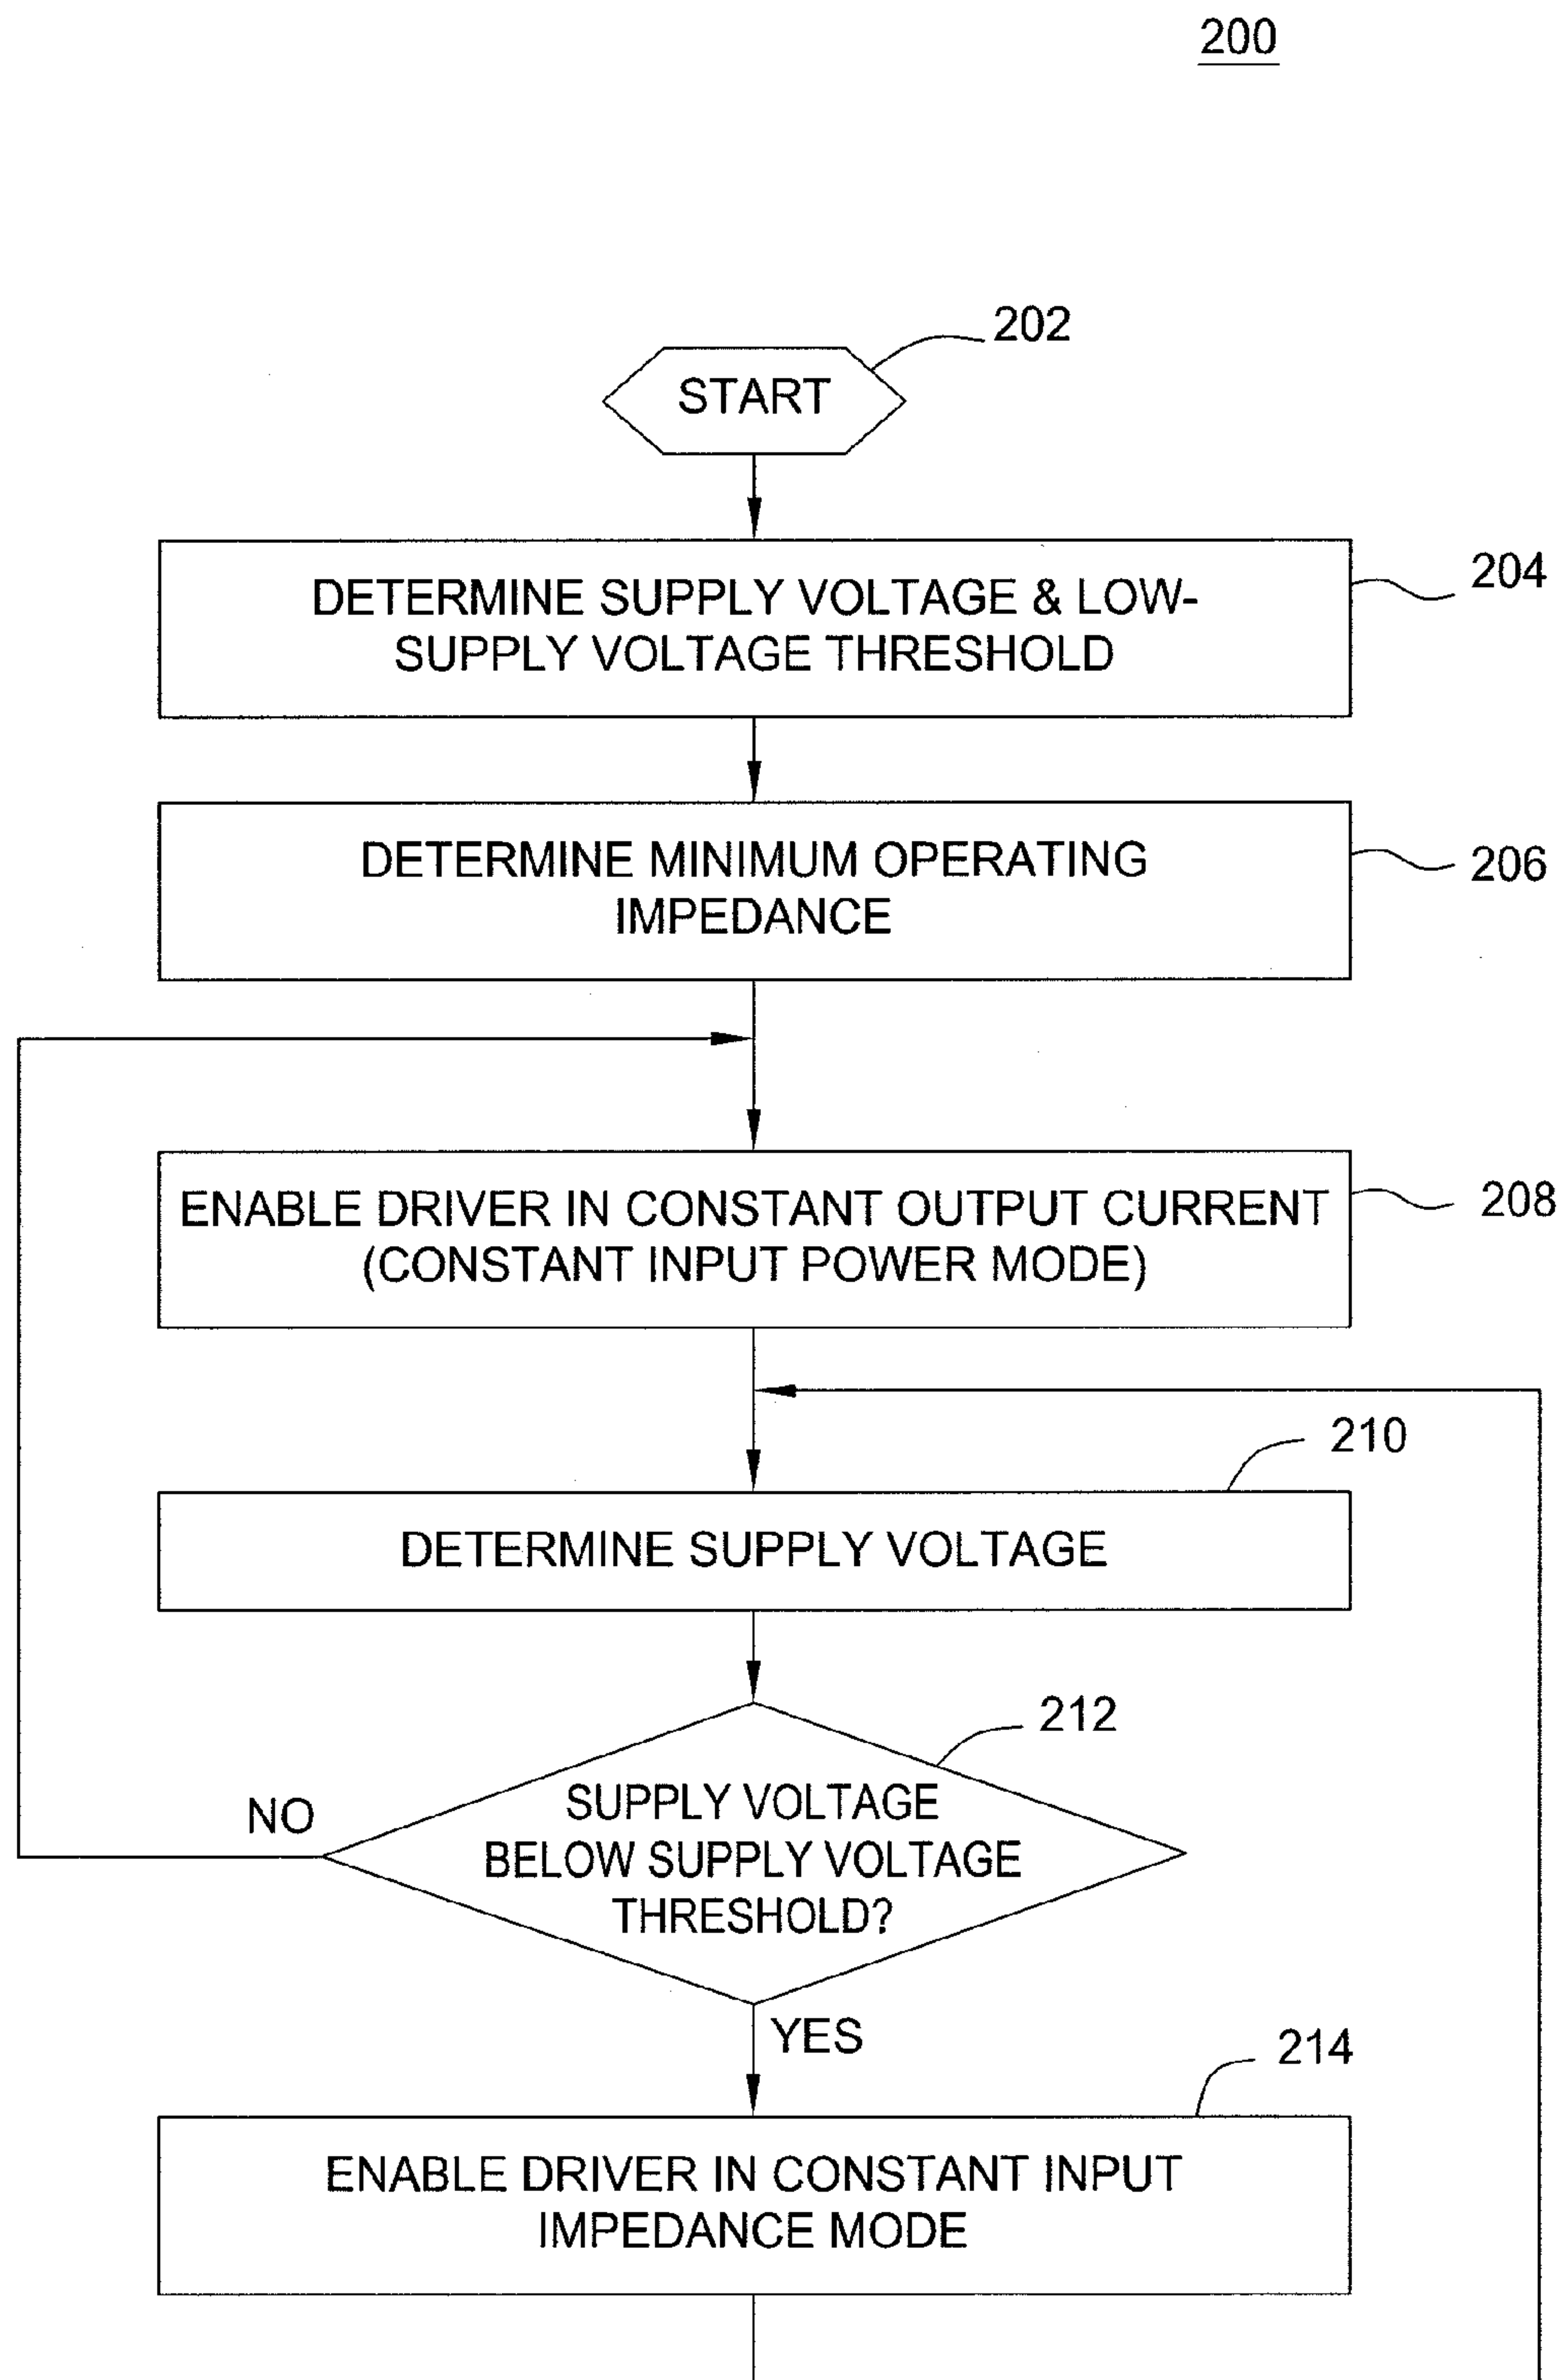 200
202
START
DETERMINE SUPPLY VOLTAGE & LOW-
SUPPLY VOLTAGE THRESHOLD
204
DETERMINE MINIMUM OPERATING
IMPEDANCE
206
ENABLE DRIVER IN CONSTANT OUTPUT CURRENT
(CONSTANT INPUT POWER MODE)
208
210
DETERMINE SUPPLY VOLTAGE
212
SUPPLY VOLTAGE
BELOW SUPPLY VOLTAGE
THRESHOLD?
NO
YES
214
ENABLE DRIVER IN CONSTANT INPUT
IMPEDANCE MODE